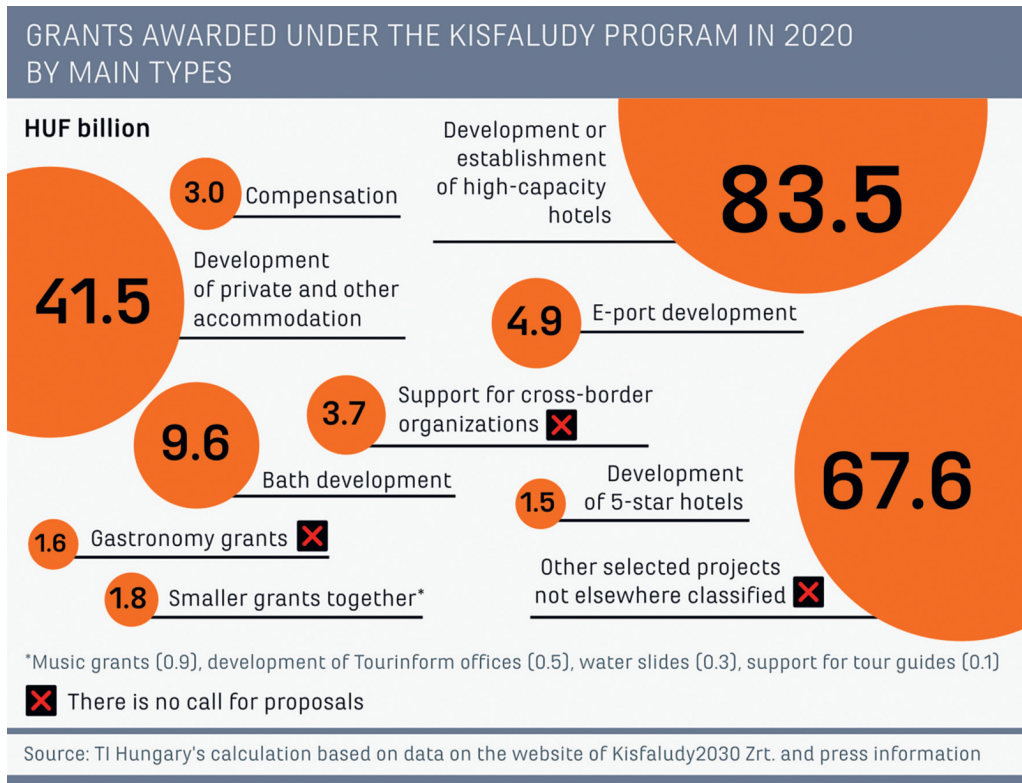 GRANTS AWARDED UNDER THE KISFALUDY PROGRAM IN 2020
BY MAIN TYPES
HUF billion
41.5
Development
of private and other
accommodation
3.0
Compensation
Development or
establishment
of high-capacity
hotels
83.5
4.9
E-port development
9.6
Bath development
3.7
Support for cross-border
organizations
1.5
Development
of 5-star hotels
67.6
Other selected projects
not elsewhere classified
1.6
Gastronomy grants
1.8
Smaller grants together*
*Music grants (0.9), development of Tourinform offices (0.5), water slides (0.3), support for tour guides (0.1)
There is no call for proposals
Source: TI Hungary's calculation based on data on the website of Kisfaludy2030 Zrt. and press information